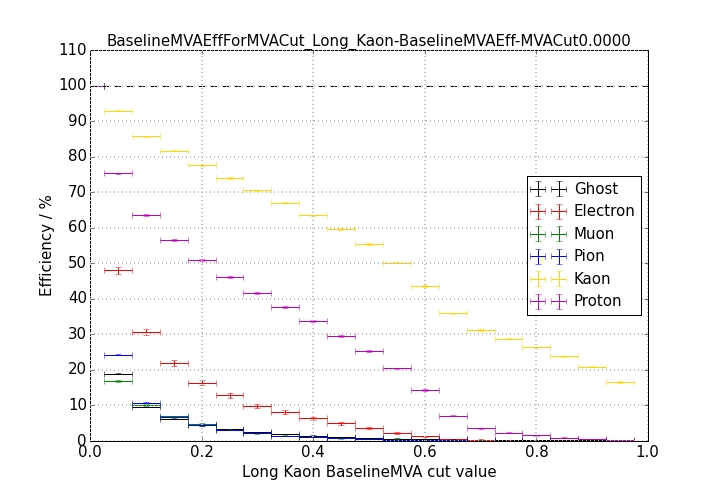 BaselineMVAEffForMVACut_Long_Kaon-BaselineMVAEff-MVACut0.0000
110
100
90
80
70
60
50
40
30
20
10
0
Efficiency / %
Ghost
Electron
Muon
Pion
Kaon
Proton
0.0 0.2 0.4 0.6 0.8 1.0
Long Kaon BaselineMVA cut value